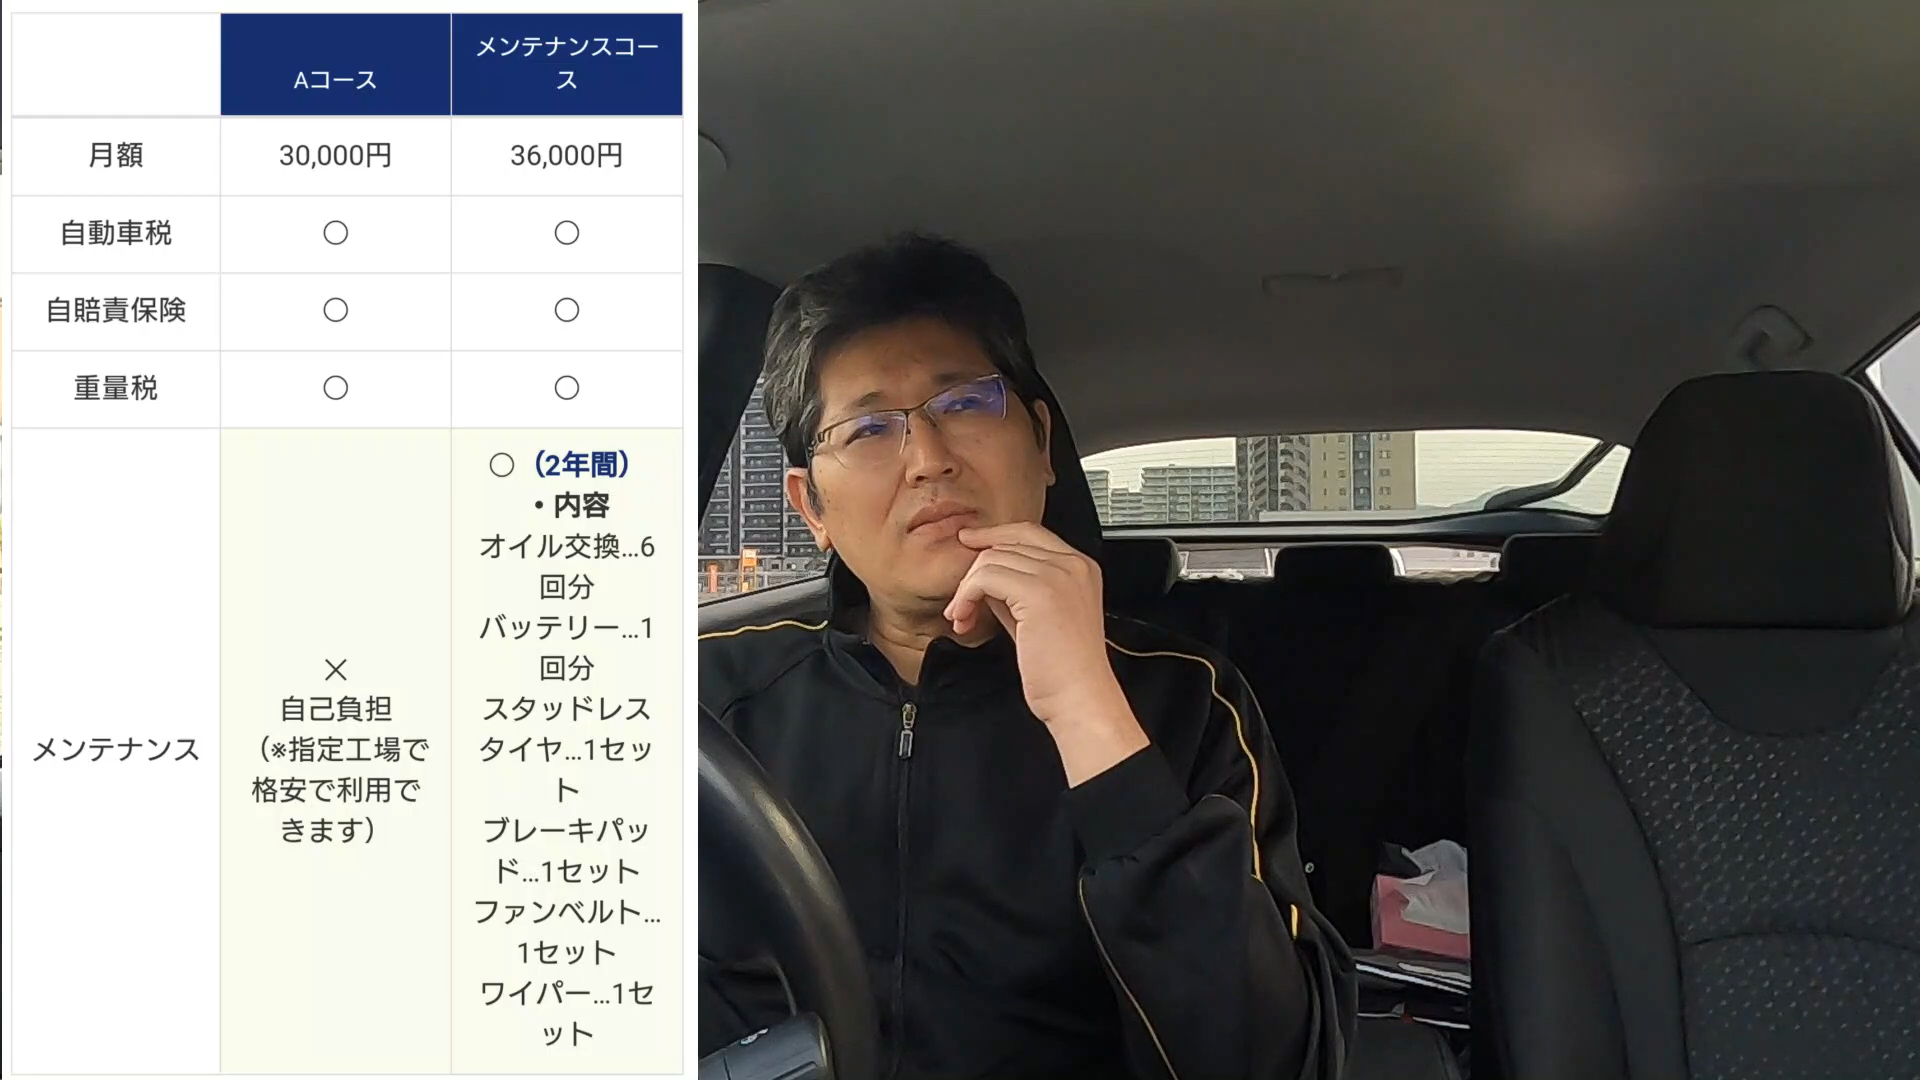 Aコース
メンテナンスコー
ス
月額
30,000円
36,000円
自動車税
○
○
自賠責保険
○
○
重量税
○
○
メンテナンス
×
自己負担
（※指定工場で
格安で利用で
きます）
○（2年間）
・内容
オイル交換…6
回分
バッテリー…1
回分
スタッドレス
タイヤ…1セッ
ト
ブレーキパッ
ド…1セット
ファンベルト…
1セット
ワイパー…1セ
ット